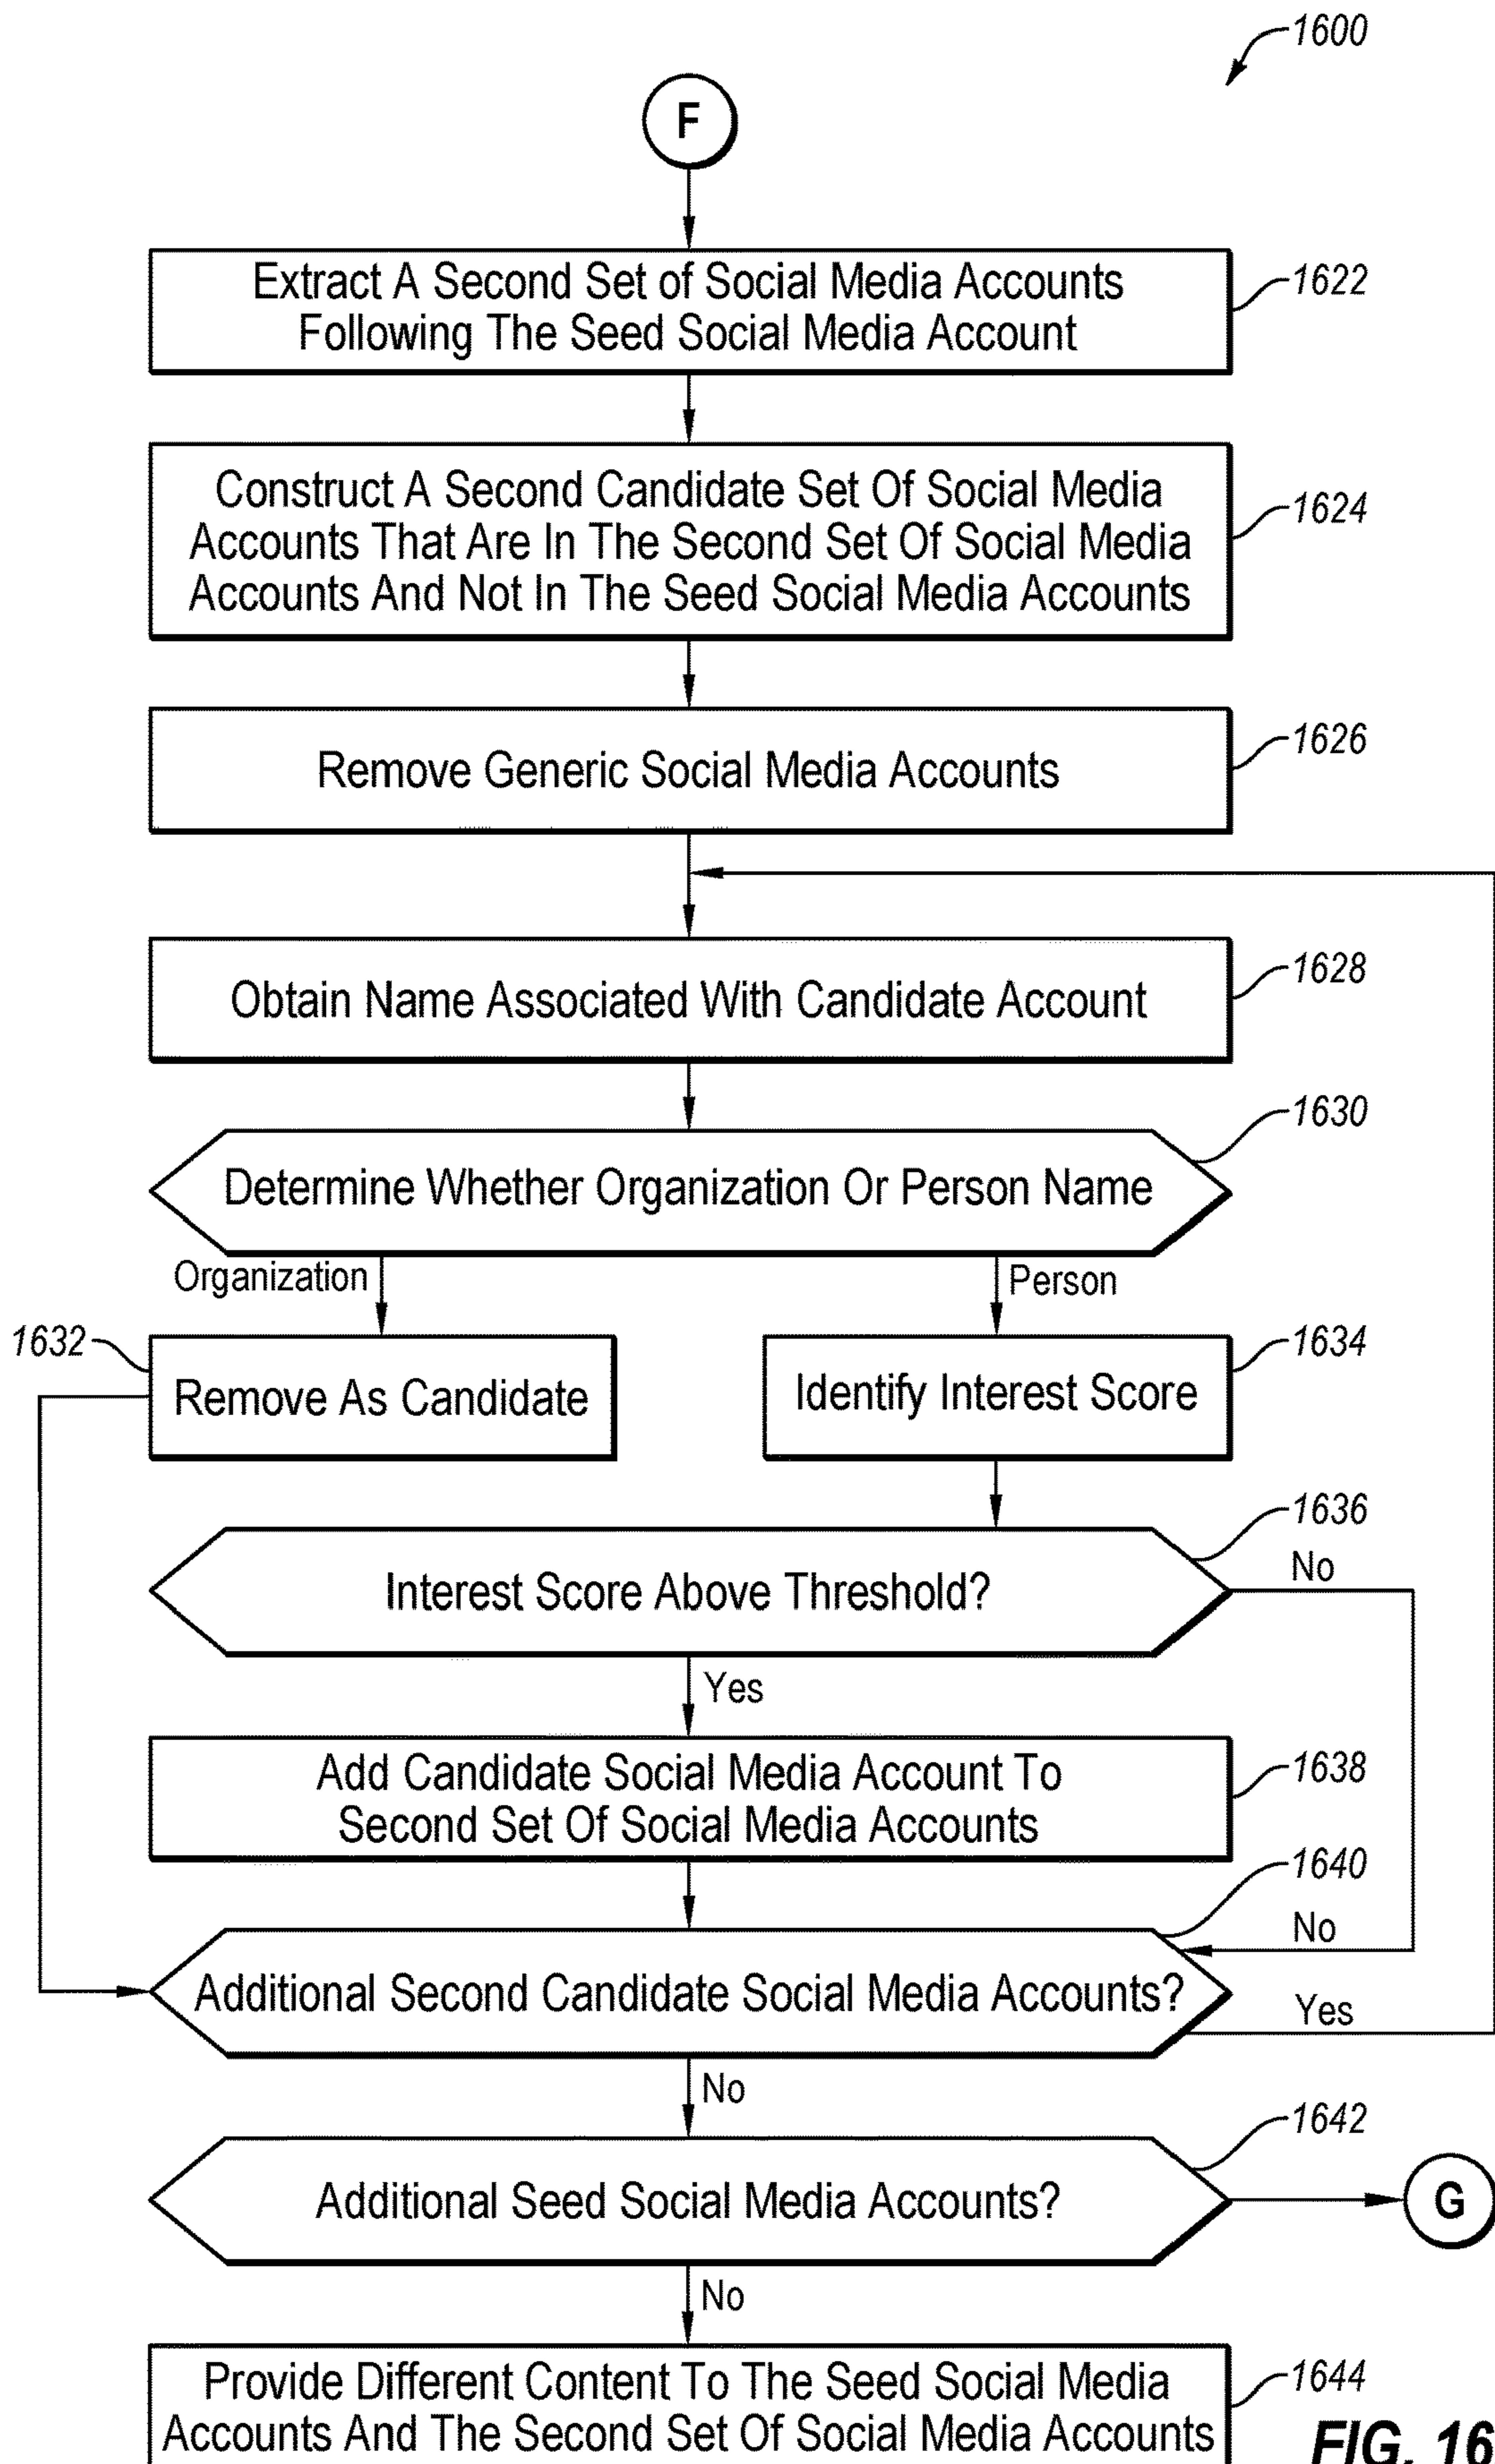 1600
F
Extract A Second Set of Social Media Accounts
Following The Seed Social Media Account
1622
Construct A Second Candidate Set Of Social Media
Accounts That Are In The Second Set Of Social Media
Accounts And Not In The Seed Social Media Accounts
1624
Remove Generic Social Media Accounts
1626
Obtain Name Associated With Candidate Account
1628
Determine Whether Organization Or Person Name
1630
Organization
Person
1632
Remove As Candidate
Identify Interest Score
1634
Interest Score Above Threshold?
1636
No
Yes
Add Candidate Social Media Account To
Second Set Of Social Media Accounts
1638
Additional Second Candidate Social Media Accounts?
1640
No
Yes
No
Additional Seed Social Media Accounts?
1642
G
No
Provide Different Content To The Seed Social Media
Accounts And The Second Set Of Social Media Accounts
1644
FIG. 16